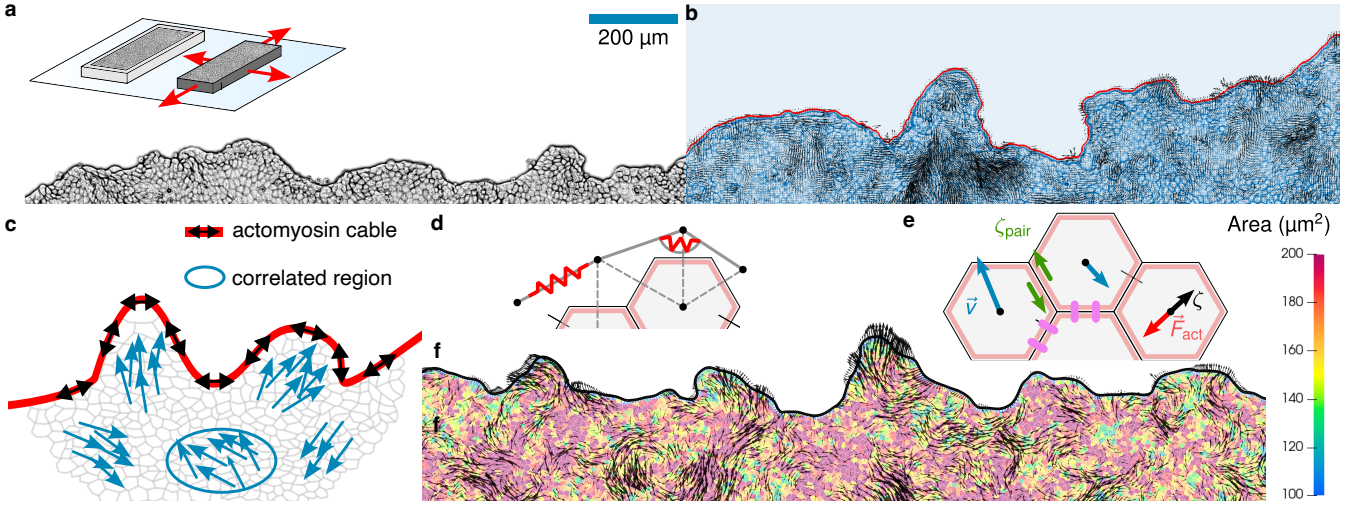 a
200 µm
b
c
actomyosin cable
correlated region
d
e
ζpair
v⃗
ζ
F⃗act
Area (µm²)
200
180
160
140
120
100
f
f